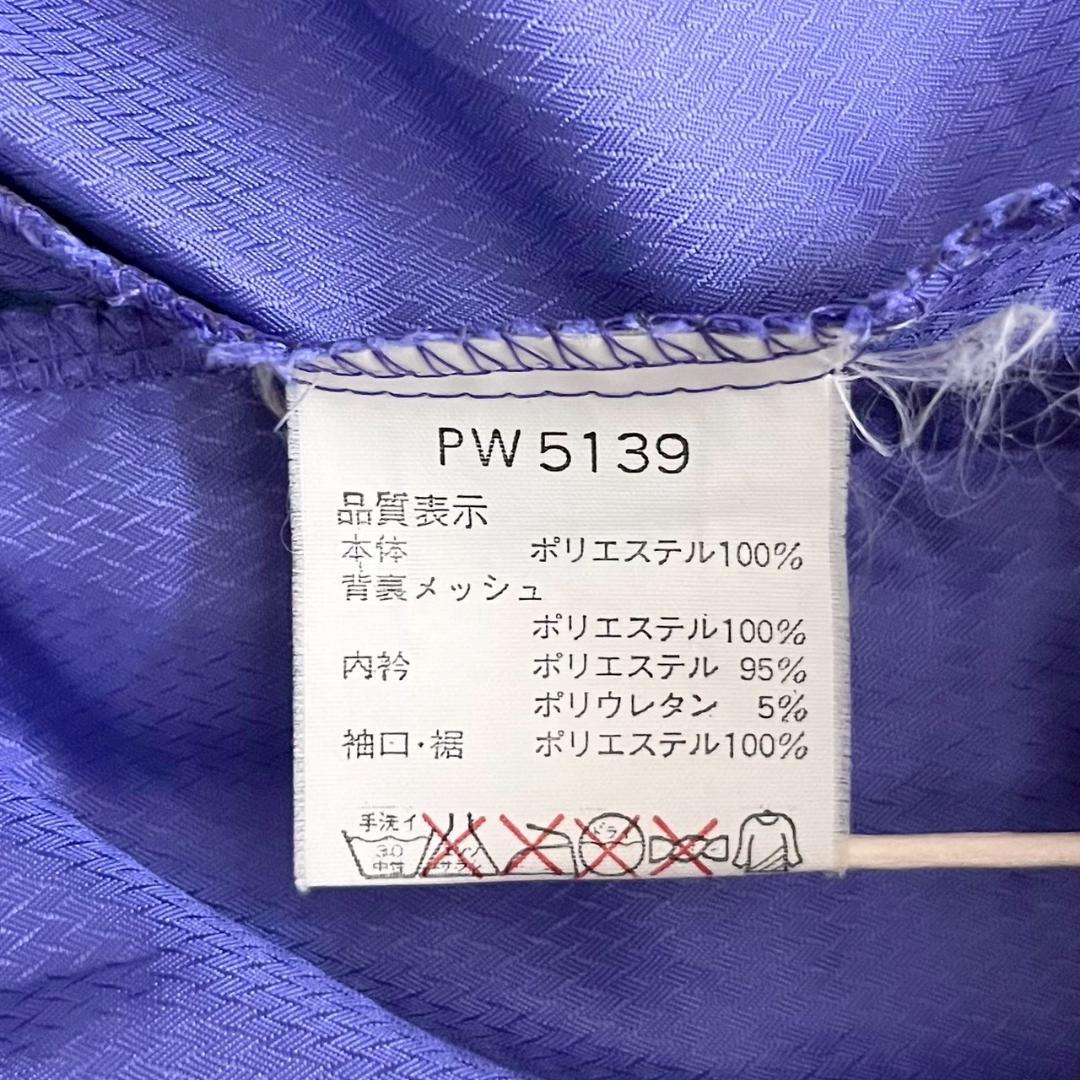 PW 5139
品質表示
本体 ポリエステル100%
背裏メッシュ
ポリエステル100%
内衿 ポリエステル 95%
ポリウレタン 5%
袖口・裾 ポリエステル100%
手洗イ
30
中性
ドライ